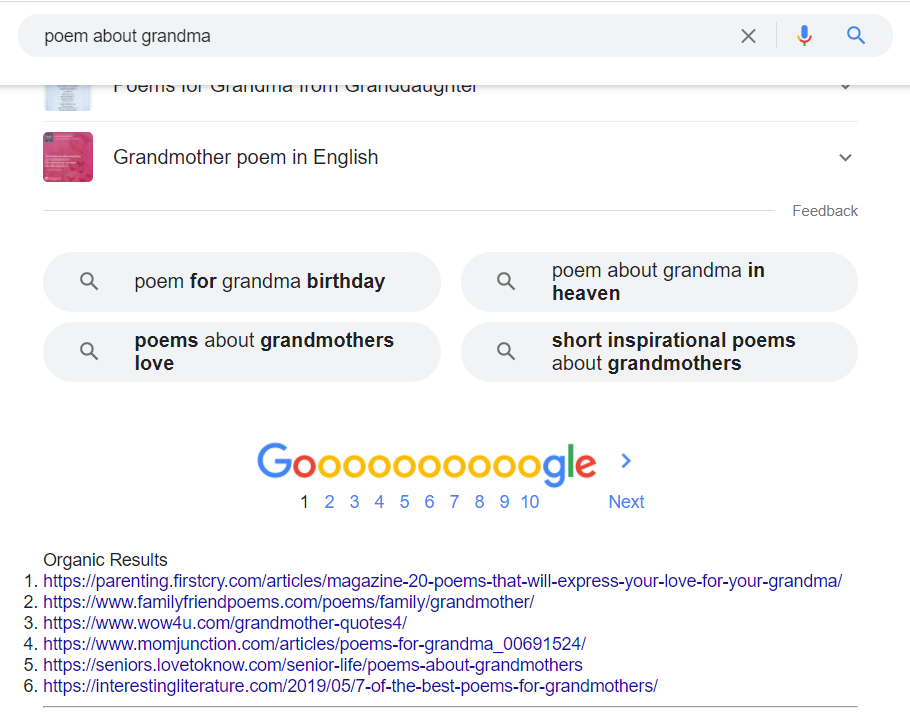 poem about grandma
Poems for Grandma from Granddaughter
Grandmother poem in English
Feedback
poem for grandma birthday
poem about grandma in
heaven
poems about grandmothers
love
short inspirational poems
about grandmothers
Goooooooooogle >
1 2 3 4 5 6 7 8 9 10 Next
Organic Results
1. https://parenting.firstcry.com/articles/magazine-20-poems-that-will-express-your-love-for-your-grandma/
2. https://www.familyfriendpoems.com/poems/family/grandmother/
3. https://www.wow4u.com/grandmother-quotes4/
4. https://www.momjunction.com/articles/poems-for-grandma_00691524/
5. https://seniors.lovetoknow.com/senior-life/poems-about-grandmothers
6. https://interestingliterature.com/2019/05/7-of-the-best-poems-for-grandmothers/